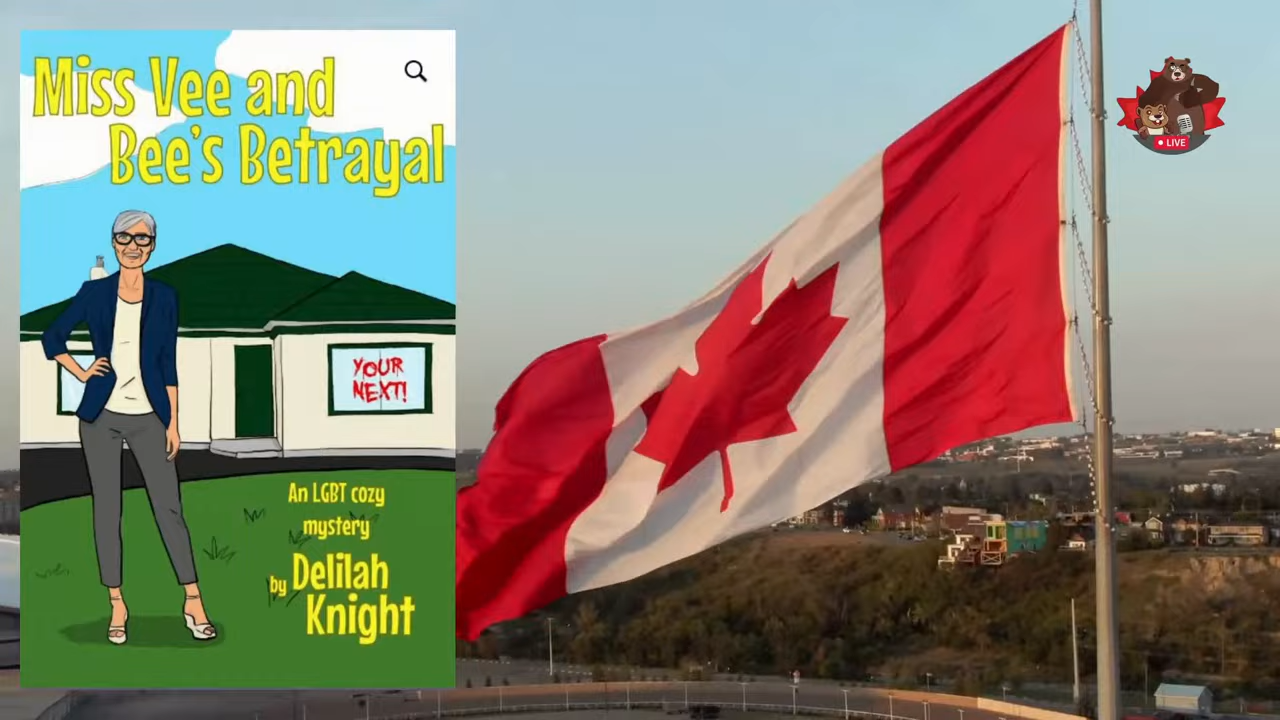 Miss Vee and
Bee's Betrayal
YOUR
NEXT!
An LGBT cozy
mystery
by Delilah
Knight
LIVE